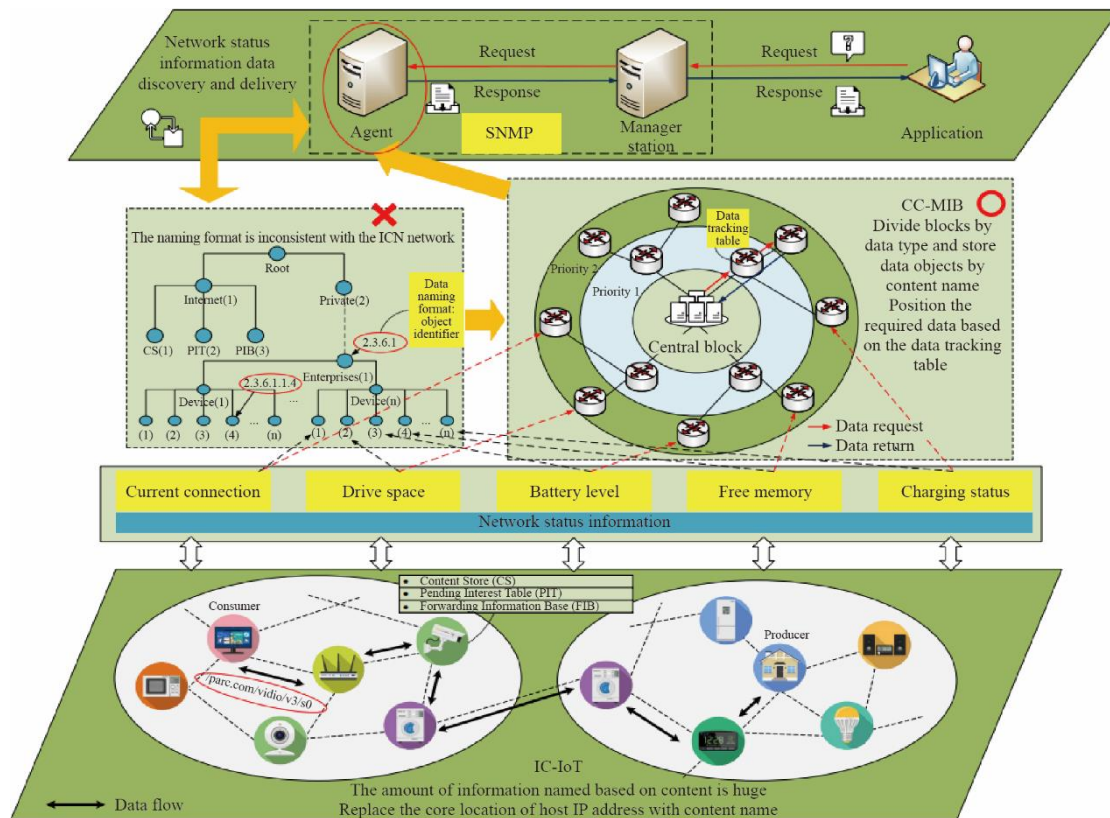 Network status
information data
discovery and delivery
Request
Response
Agent
SNMP
Manager
station
Request
?
Response
Application
The naming format is inconsistent with the ICN network
Root
Internet(1)
Private(2)
CS(1)
PIT(2)
PIB(3)
Data
naming
format:
object
identifier
2.3.6.1
Enterprises(1)
2.3.6.1.1.4
Device(1)
...
Device(n)
...
(1)
(2)
(3)
(4)
...
(n)
(1)
(2)
(3)
(4)
...
(n)
Data
tracking
table
Priority 2
Priority 1
Central block
CC-MIB
Divide blocks by
data type and store
data objects by
content name
Position the
required data based
on the data tracking
table
Data request
Data return
Current connection
Drive space
Battery level
Free memory
Charging status
Network status information
• Content Store (CS)
• Pending Interest Table (PIT)
• Forwarding Information Base (FIB)
Consumer
/parc.com/vidio/v3/s0
Producer
12:28
IC-IoT
The amount of information named based on content is huge
Replace the core location of host IP address with content name
Data flow